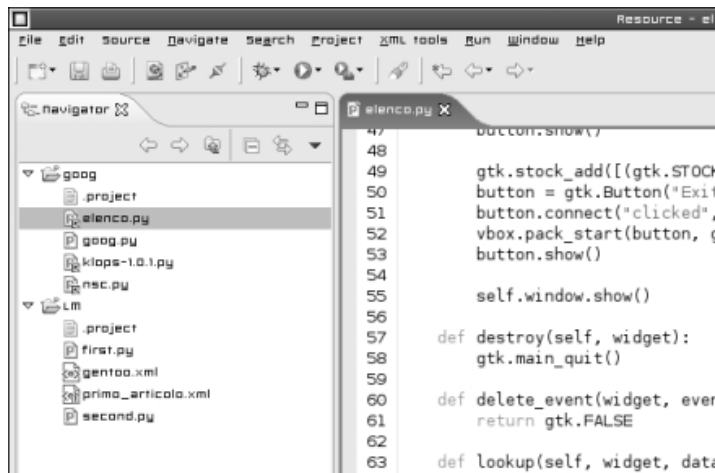 Resource - el
File Edit Source Navigate Search Project XML tools Run Window Help
Navigator
elenco.py
goog
.project
elenco.py
goog.py
klops-1.0.1.py
nsc.py
LM
.project
first.py
gentoo.xml
primo_articolo.xml
second.py
47 button.show()
48
49 gtk.stock_add([(gtk.STOCK
50 button = gtk.Button("Exit
51 button.connect("clicked",
52 vbox.pack_start(button, g
53 button.show()
54
55 self.window.show()
56
57 def destroy(self, widget):
58 gtk.main_quit()
59
60 def delete_event(widget, even
61 return gtk.FALSE
62
63 def lookup(self, widget, data